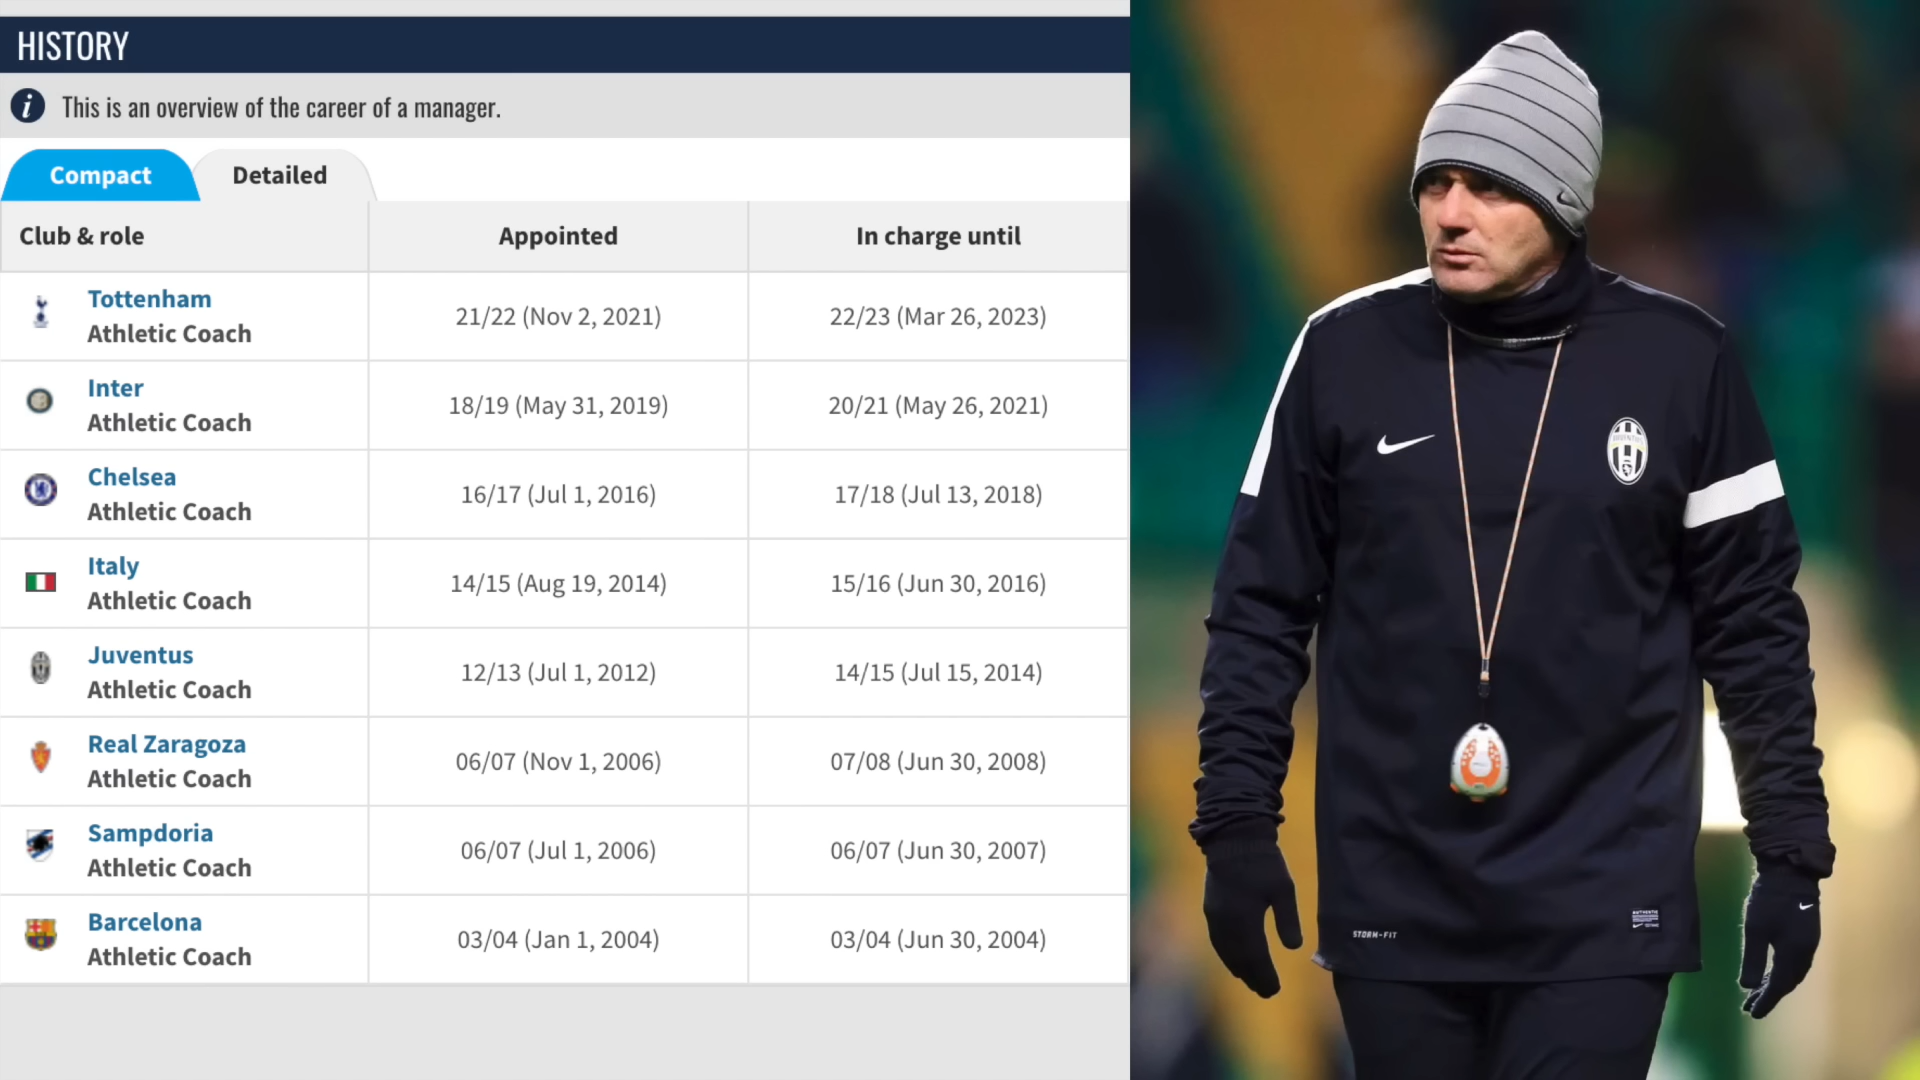 HISTORY
i This is an overview of the career of a manager.
Compact Detailed
Club & role Appointed In charge until
Tottenham
Athletic Coach 21/22 (Nov 2, 2021) 22/23 (Mar 26, 2023)
Inter
Athletic Coach 18/19 (May 31, 2019) 20/21 (May 26, 2021)
Chelsea
Athletic Coach 16/17 (Jul 1, 2016) 17/18 (Jul 13, 2018)
Italy
Athletic Coach 14/15 (Aug 19, 2014) 15/16 (Jun 30, 2016)
Juventus
Athletic Coach 12/13 (Jul 1, 2012) 14/15 (Jul 15, 2014)
Real Zaragoza
Athletic Coach 06/07 (Nov 1, 2006) 07/08 (Jun 30, 2008)
Sampdoria
Athletic Coach 06/07 (Jul 1, 2006) 06/07 (Jun 30, 2007)
Barcelona
Athletic Coach 03/04 (Jan 1, 2004) 03/04 (Jun 30, 2004)
JUVENTUS
STORM-FIT
AUTHENTIC